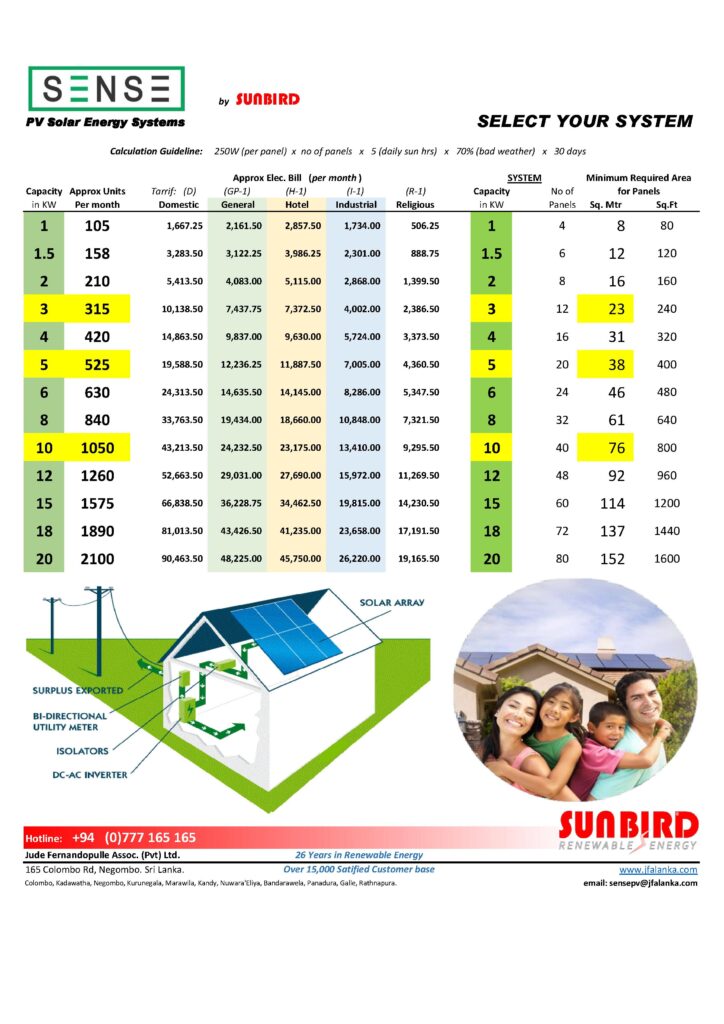 SENSE
by SUNBIRD
PV Solar Energy Systems
SELECT YOUR SYSTEM
Calculation Guideline: 250W (per panel) x no of panels x 5 (daily sun hrs) x 70% (bad weather) x 30 days
Approx Elec. Bill (per month) SYSTEM Minimum Required Area
Capacity Approx Units Tarrif: (D) (GP-1) (H-1) (I-1) (R-1) Capacity No of for Panels
in KW Per month Domestic General Hotel Industrial Religious in KW Panels Sq. Mtr Sq.Ft
1 105 1,667.25 2,161.50 2,857.50 1,734.00 506.25 1 4 8 80
1.5 158 3,283.50 3,122.25 3,986.25 2,301.00 888.75 1.5 6 12 120
2 210 5,413.50 4,083.00 5,115.00 2,868.00 1,399.50 2 8 16 160
3 315 10,138.50 7,437.75 7,372.50 4,002.00 2,386.50 3 12 23 240
4 420 14,863.50 9,837.00 9,630.00 5,724.00 3,373.50 4 16 31 320
5 525 19,588.50 12,236.25 11,887.50 7,005.00 4,360.50 5 20 38 400
6 630 24,313.50 14,635.50 14,145.00 8,286.00 5,347.50 6 24 46 480
8 840 33,763.50 19,434.00 18,660.00 10,848.00 7,321.50 8 32 61 640
10 1050 43,213.50 24,232.50 23,175.00 13,410.00 9,295.50 10 40 76 800
12 1260 52,663.50 29,031.00 27,690.00 15,972.00 11,269.50 12 48 92 960
15 1575 66,838.50 36,228.75 34,462.50 19,815.00 14,230.50 15 60 114 1200
18 1890 81,013.50 43,426.50 41,235.00 23,658.00 17,191.50 18 72 137 1440
20 2100 90,463.50 48,225.00 45,750.00 26,220.00 19,165.50 20 80 152 1600
SOLAR ARRAY
SURPLUS EXPORTED
BI-DIRECTIONAL
UTILITY METER
ISOLATORS
DC-AC INVERTER
SUNBIRD
RENEWABLE ENERGY
Hotline: +94 (0)777 165 165
Jude Fernandopulle Assoc. (Pvt) Ltd. 26 Years in Renewable Energy
165 Colombo Rd, Negombo. Sri Lanka. Over 15,000 Satified Customer base www.jfalanka.com
Colombo, Kadawatha, Negombo, Kurunegala, Marawila, Kandy, Nuwara'Eliya, Bandarawela, Panadura, Galle, Rathnapura. email: sensepv@jfalanka.com